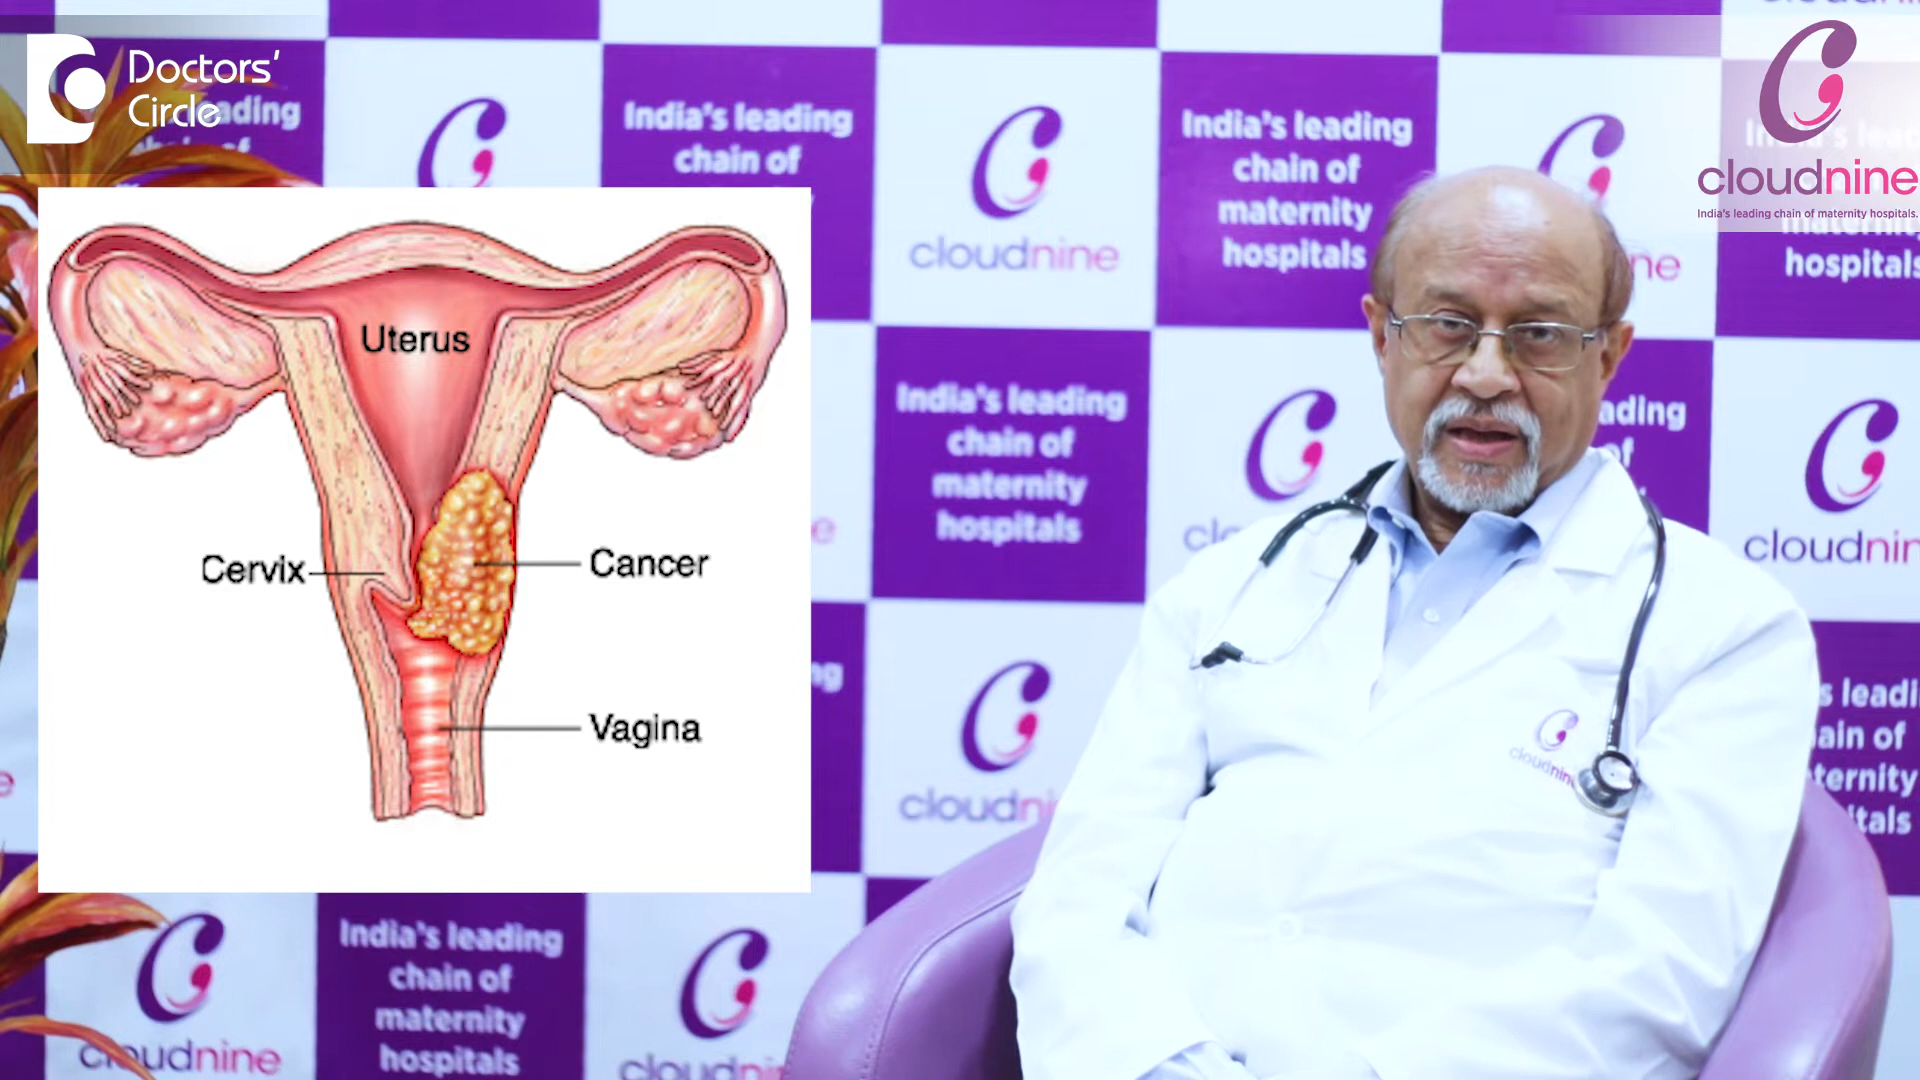 Doctors'
Circle
cloudnine
India's leading chain of maternity hospitals.
Uterus
Cervix
Cancer
Vagina
India's leading
chain of
cloudnine
India's leading
chain of
maternity
hospitals
hospitals
India's leading
chain of
maternity
hospitals
cloudnine
cloudnine
India's leading
chain of
maternity
hospitals
cloudnine
cloudnine